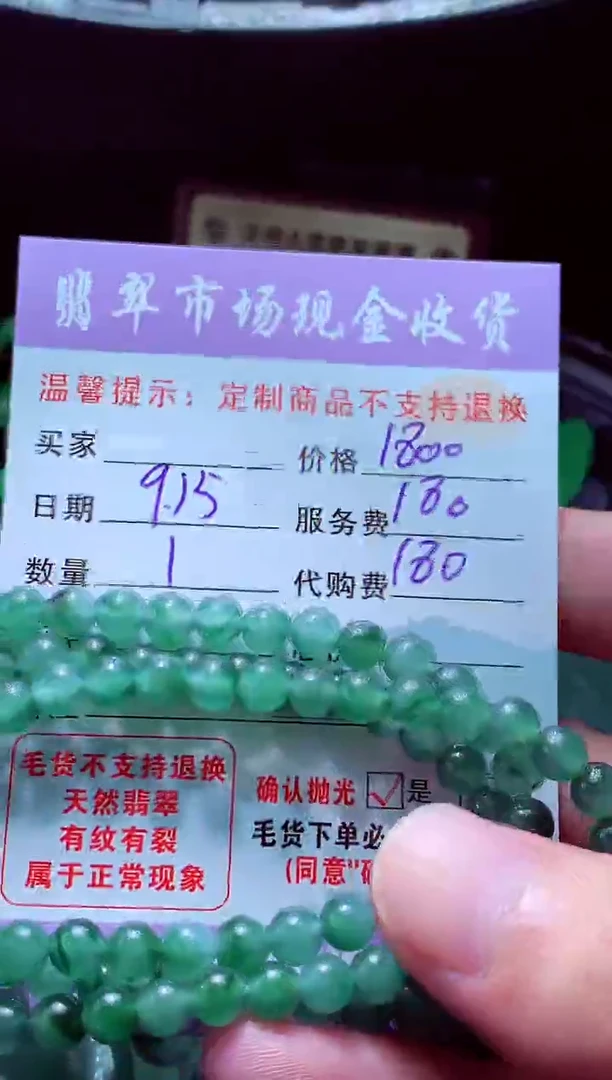 翡翠市场现金收货
温馨提示：定制商品不支持退换
买家 价格 1800
日期 9.15 服务费 180
数量 1 代购费 180
毛货不支持退换
天然翡翠
有纹有裂
属于正常现象
确认抛光 ☑是
毛货下单必
(同意"